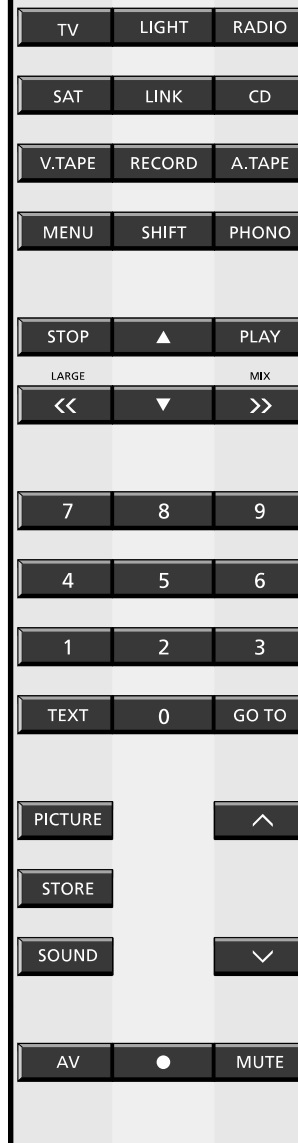 TV LIGHT RADIO
SAT LINK CD
V.TAPE RECORD A.TAPE
MENU SHIFT PHONO
STOP ▲ PLAY
LARGE MIX
<< ▼ >>
7 8 9
4 5 6
1 2 3
TEXT 0 GO TO
PICTURE
STORE
SOUND
AV ● MUTE